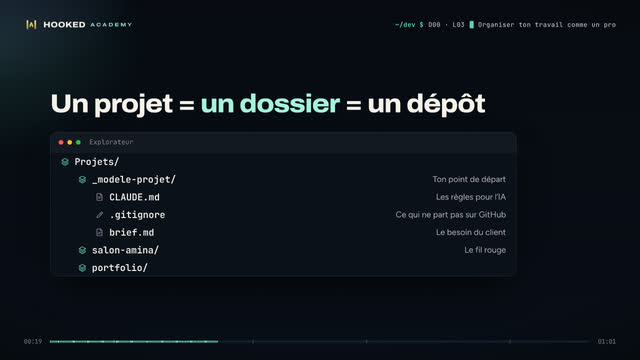 HOOKED ACADEMY
~/dev $ D00 · L03 Organiser ton travail comme un pro
Un projet = un dossier = un dépôt
Explorateur
Projets/
_modele-projet/ Ton point de départ
CLAUDE.md Les règles pour l'IA
.gitignore Ce qui ne part pas sur GitHub
brief.md Le besoin du client
salon-amina/ Le fil rouge
portfolio/
00:19 01:01